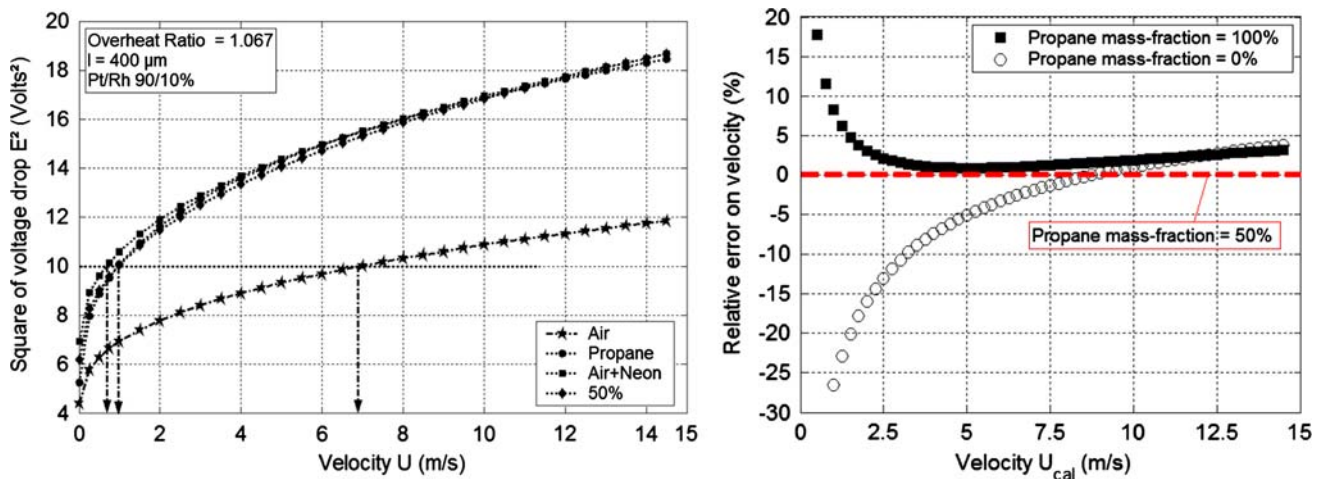 Square of voltage drop E² (Volts²)
20
18
16
14
12
10
8
6
4
Overheat Ratio = 1.067
l = 400 µm
Pt/Rh 90/10%
Air
Propane
Air+Neon
50%
0 2 4 6 8 10 12 14 15
Velocity U (m/s)
Relative error on velocity (%)
20
15
10
5
0
-5
-10
-15
-20
-25
-30
Propane mass-fraction = 100%
Propane mass-fraction = 0%
Propane mass-fraction = 50%
0 2.5 5 7.5 10 12.5 15
Velocity Ucal (m/s)